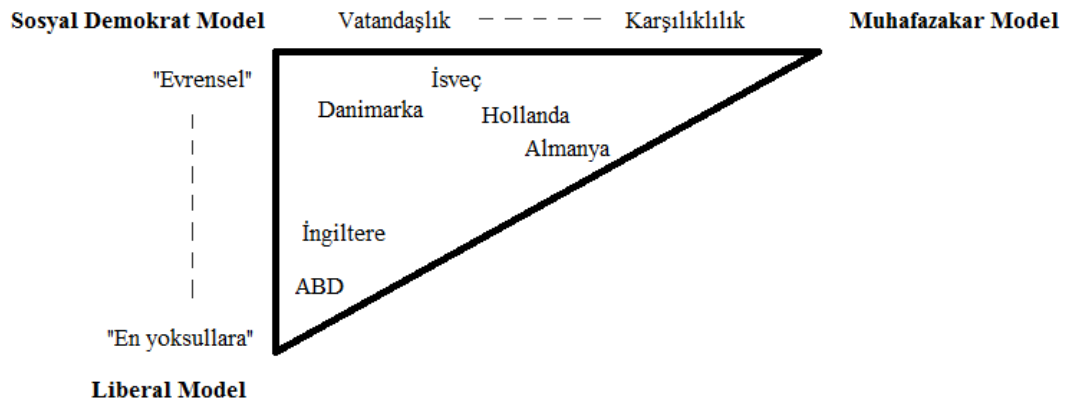 Sosyal Demokrat Model Vatandaşlık Karşılıklılık Muhafazakar Model
"Evrensel" İsveç
Danimarka Hollanda
Almanya
İngiltere
ABD
"En yoksullara"
Liberal Model